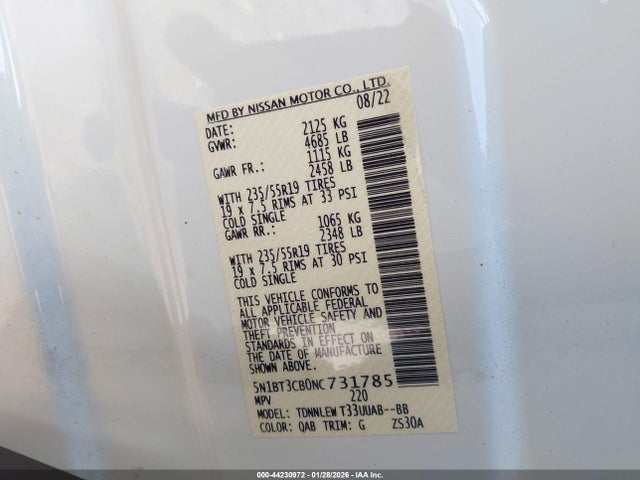 MFD BY NISSAN MOTOR CO., LTD.
DATE: 08/22
GVWR: 2125 KG
4685 LB
GAWR FR.: 1115 KG
2458 LB
WITH 235/55R19 TIRES
19 x 7.5 RIMS AT 33 PSI
COLD SINGLE
GAWR RR.: 1065 KG
2348 LB
WITH 235/55R19 TIRES
19 x 7.5 RIMS AT 30 PSI
COLD SINGLE
THIS VEHICLE CONFORMS TO
ALL APPLICABLE FEDERAL
MOTOR VEHICLE SAFETY AND
THEFT PREVENTION
STANDARDS IN EFFECT ON
THE DATE OF MANUFACTURE
SHOWN ABOVE.
5N1BT3CB0NC731785
MPV 220
MODEL: TDNNLEW T33UUAB--BB
COLOR: QAB TRIM: G ZS30A
000-44230972 | 01/28/2026 - IAA Holdings, LLC.